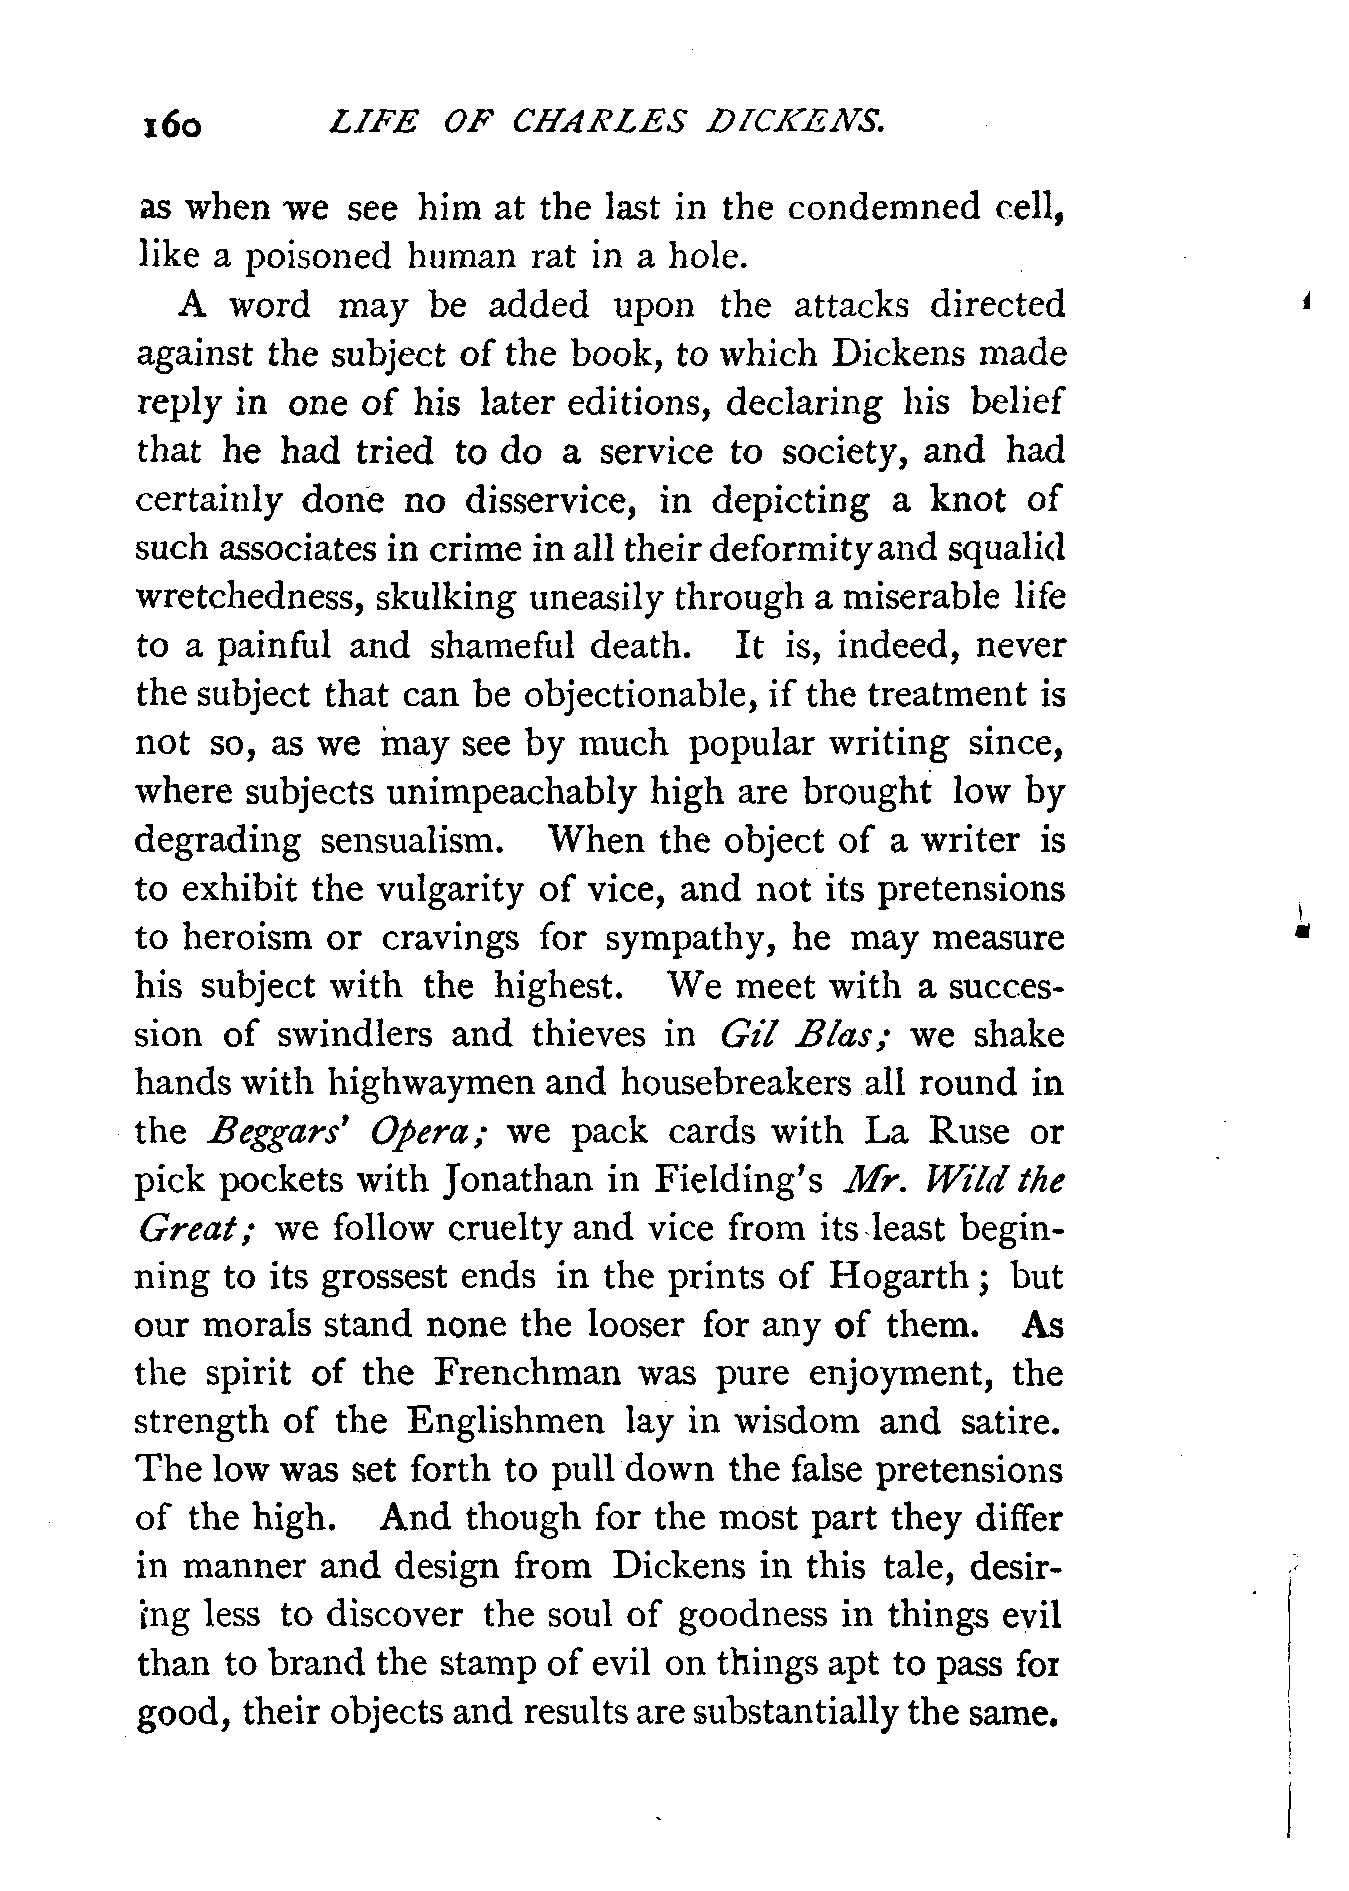 160 LIFE OF CHARLES DICKENS.
as when we see him at the last in the condemned cell,
like a poisoned human rat in a hole.
A word may be added upon the attacks directed
against the subject of the book, to which Dickens made
reply in one of his later editions, declaring his belief
that he had tried to do a service to society, and had
certainly done no disservice, in depicting a knot of
such associates in crime in all their deformity and squalid
wretchedness, skulking uneasily through a miserable life
to a painful and shameful death. It is, indeed, never
the subject that can be objectionable, if the treatment is
not so, as we may see by much popular writing since,
where subjects unimpeachably high are brought low by
degrading sensualism. When the object of a writer is
to exhibit the vulgarity of vice, and not its pretensions
to heroism or cravings for sympathy, he may measure
his subject with the highest. We meet with a succes-
sion of swindlers and thieves in Gil Blas; we shake
hands with highwaymen and housebreakers all round in
the Beggars' Opera; we pack cards with La Ruse or
pick pockets with Jonathan in Fielding's Mr. Wild the
Great; we follow cruelty and vice from its least begin-
ning to its grossest ends in the prints of Hogarth; but
our morals stand none the looser for any of them. As
the spirit of the Frenchman was pure enjoyment, the
strength of the Englishmen lay in wisdom and satire.
The low was set forth to pull down the false pretensions
of the high. And though for the most part they differ
in manner and design from Dickens in this tale, desir-
ing less to discover the soul of goodness in things evil
than to brand the stamp of evil on things apt to pass for
good, their objects and results are substantially the same.